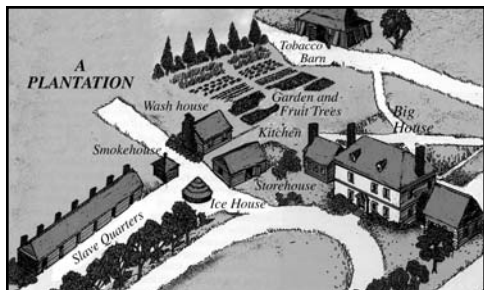 A
PLANTATION
Tobacco
Barn
Wash house
Garden and
Fruit Trees
Big
House
Kitchen
Smokehouse
Storehouse
Ice House
Slave Quarters